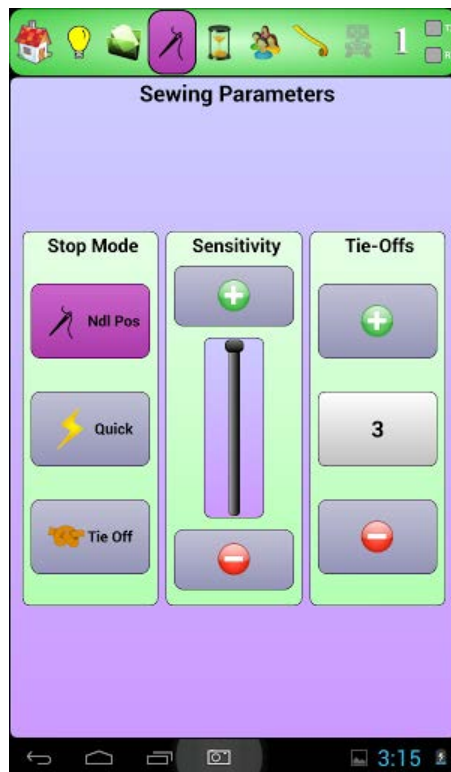 1
T
R
Sewing Parameters
Stop Mode
Sensitivity
Tie-Offs
Ndl Pos
Quick
3
Tie Off
3:15